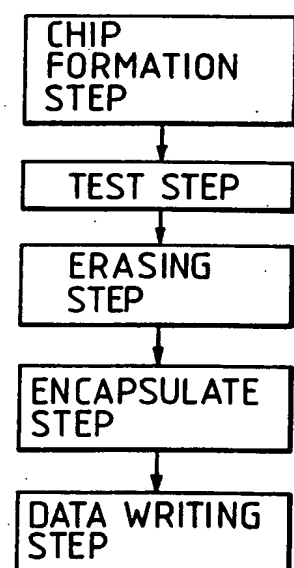 CHIP
FORMATION
STEP
TEST STEP
ERASING
STEP
ENCAPSULATE
STEP
DATA WRITING
STEP